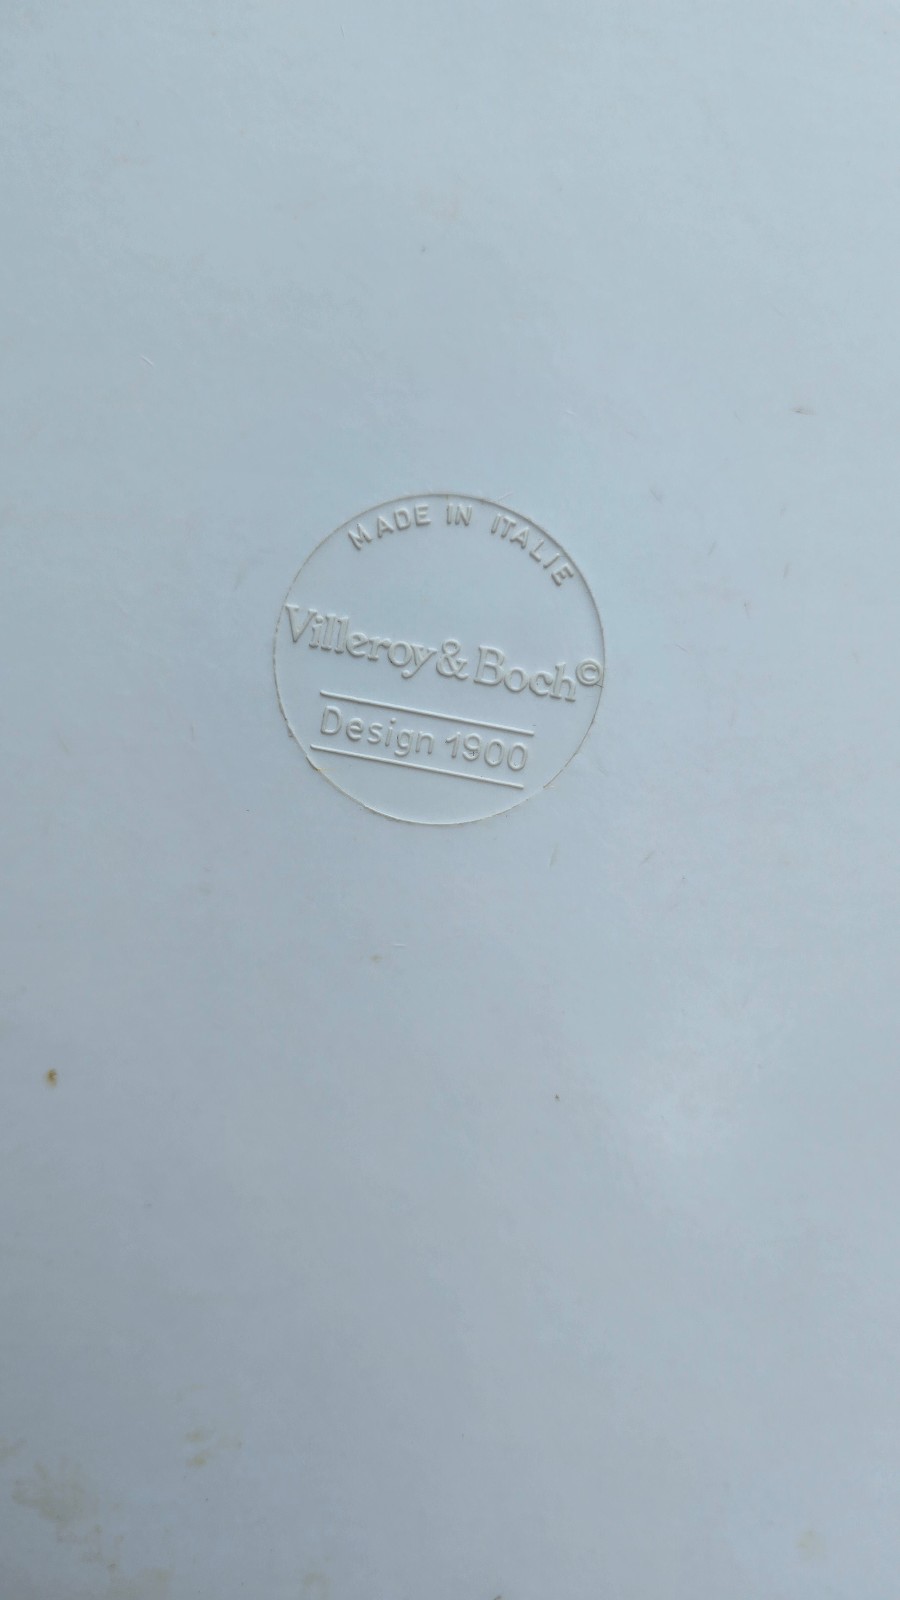 MADE IN ITALIE
Villeroy & Boch©
Design 1900